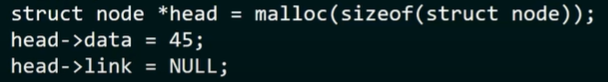 struct node *head = malloc(sizeof(struct node));
head->data = 45;
head->link = NULL;